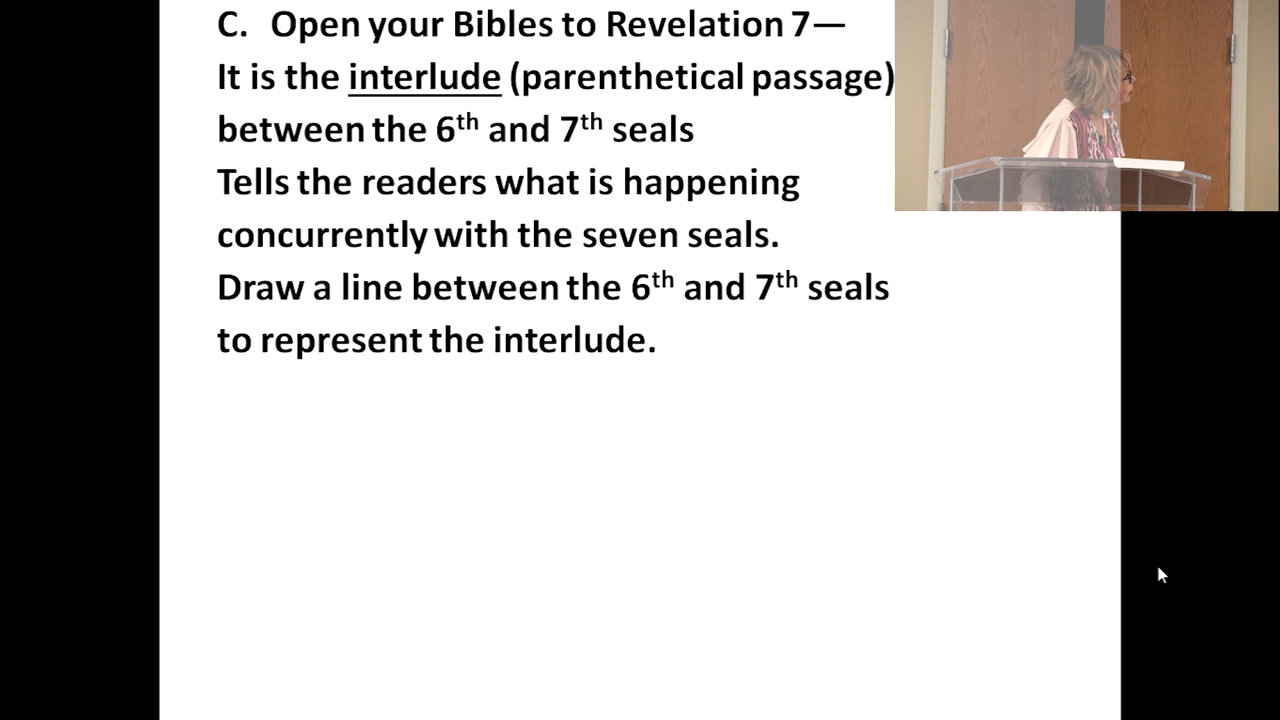 C. Open your Bibles to Revelation 7—
It is the interlude (parenthetical passage)
between the 6th and 7th seals
Tells the readers what is happening
concurrently with the seven seals.
Draw a line between the 6th and 7th seals
to represent the interlude.